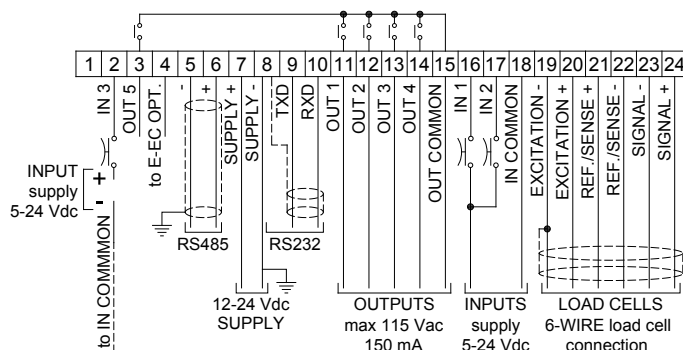 1 2 3 4 5 6 7 8 9 10 11 12 13 14 15 16 17 18 19 20 21 22 23 24
IN 3
OUT 5
to E-EC OPT.
-
+
SUPPLY +
SUPPLY -
TXD
RXD
OUT 1
OUT 2
OUT 3
OUT 4
OUT COMMON
IN 1
IN 2
IN COMMON
EXCITATION -
EXCITATION +
REF./SENSE +
REF./SENSE -
SIGNAL -
SIGNAL +
INPUT
supply
5-24 Vdc
+
-
to IN COMMMON
RS485
RS232
12-24 Vdc
SUPPLY
OUTPUTS
max 115 Vac
150 mA
INPUTS
supply
5-24 Vdc
LOAD CELLS
6-WIRE load cell
connection